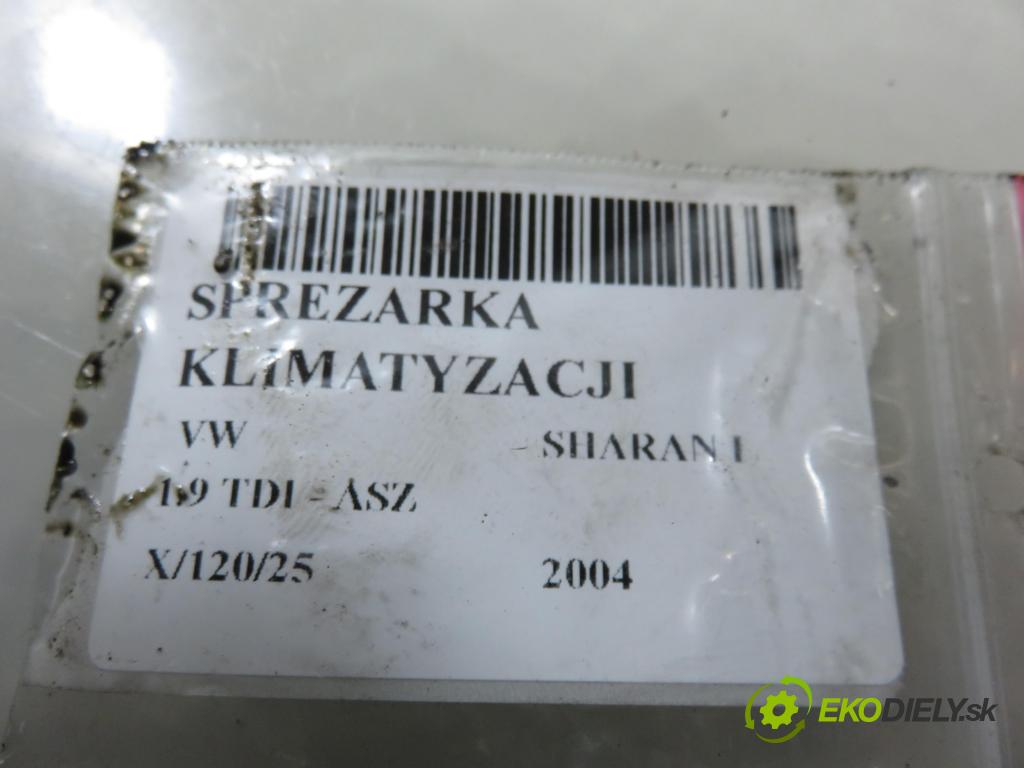 SPREZARKA
KLIMATYZACJI
VW SHARAN I
1.9 TDI - ASZ
X/120/25 2004
EKODIELY.sk